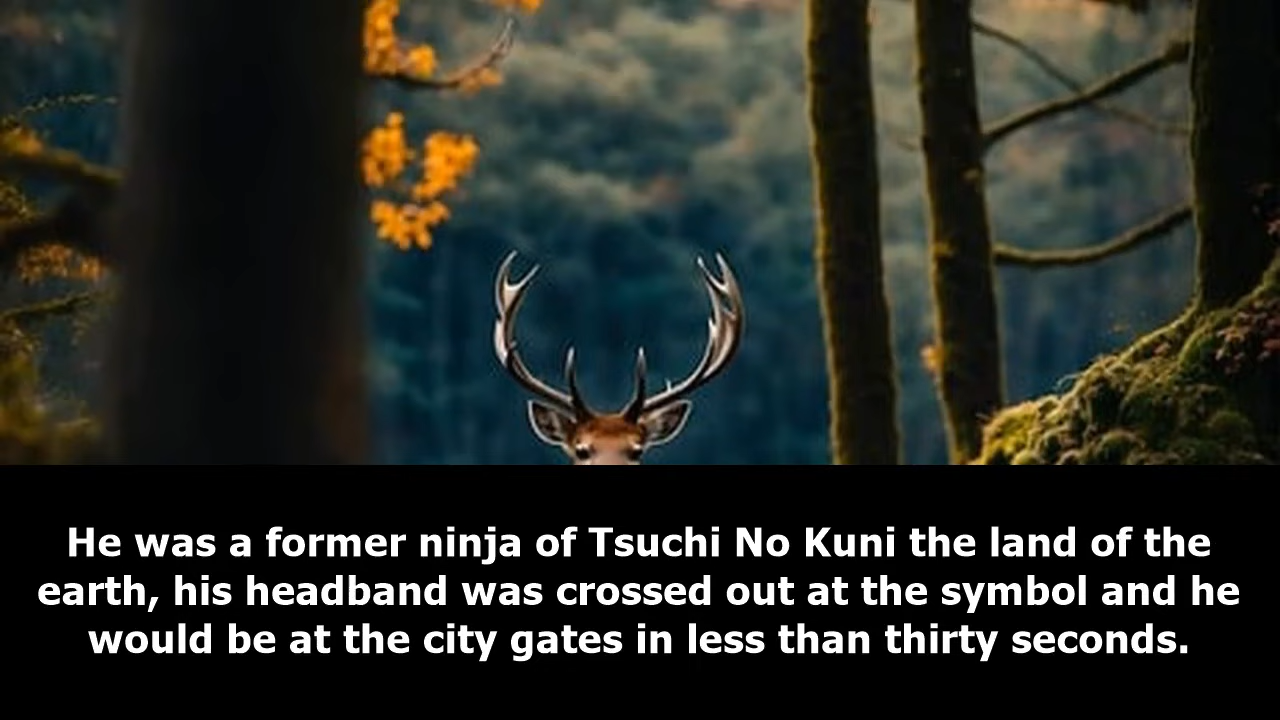 He was a former ninja of Tsuchi No Kuni the land of the
earth, his headband was crossed out at the symbol and he
would be at the city gates in less than thirty seconds.